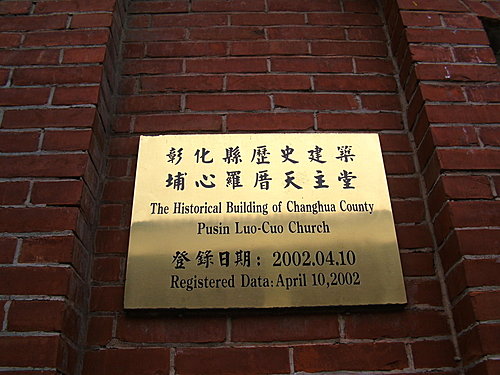 彰化縣歷史建築
埔心羅厝天主堂
The Historical Building of Changhua County
Pusin Luo-Cuo Church
登錄日期：2002.04.10
Registered Data: April 10,2002